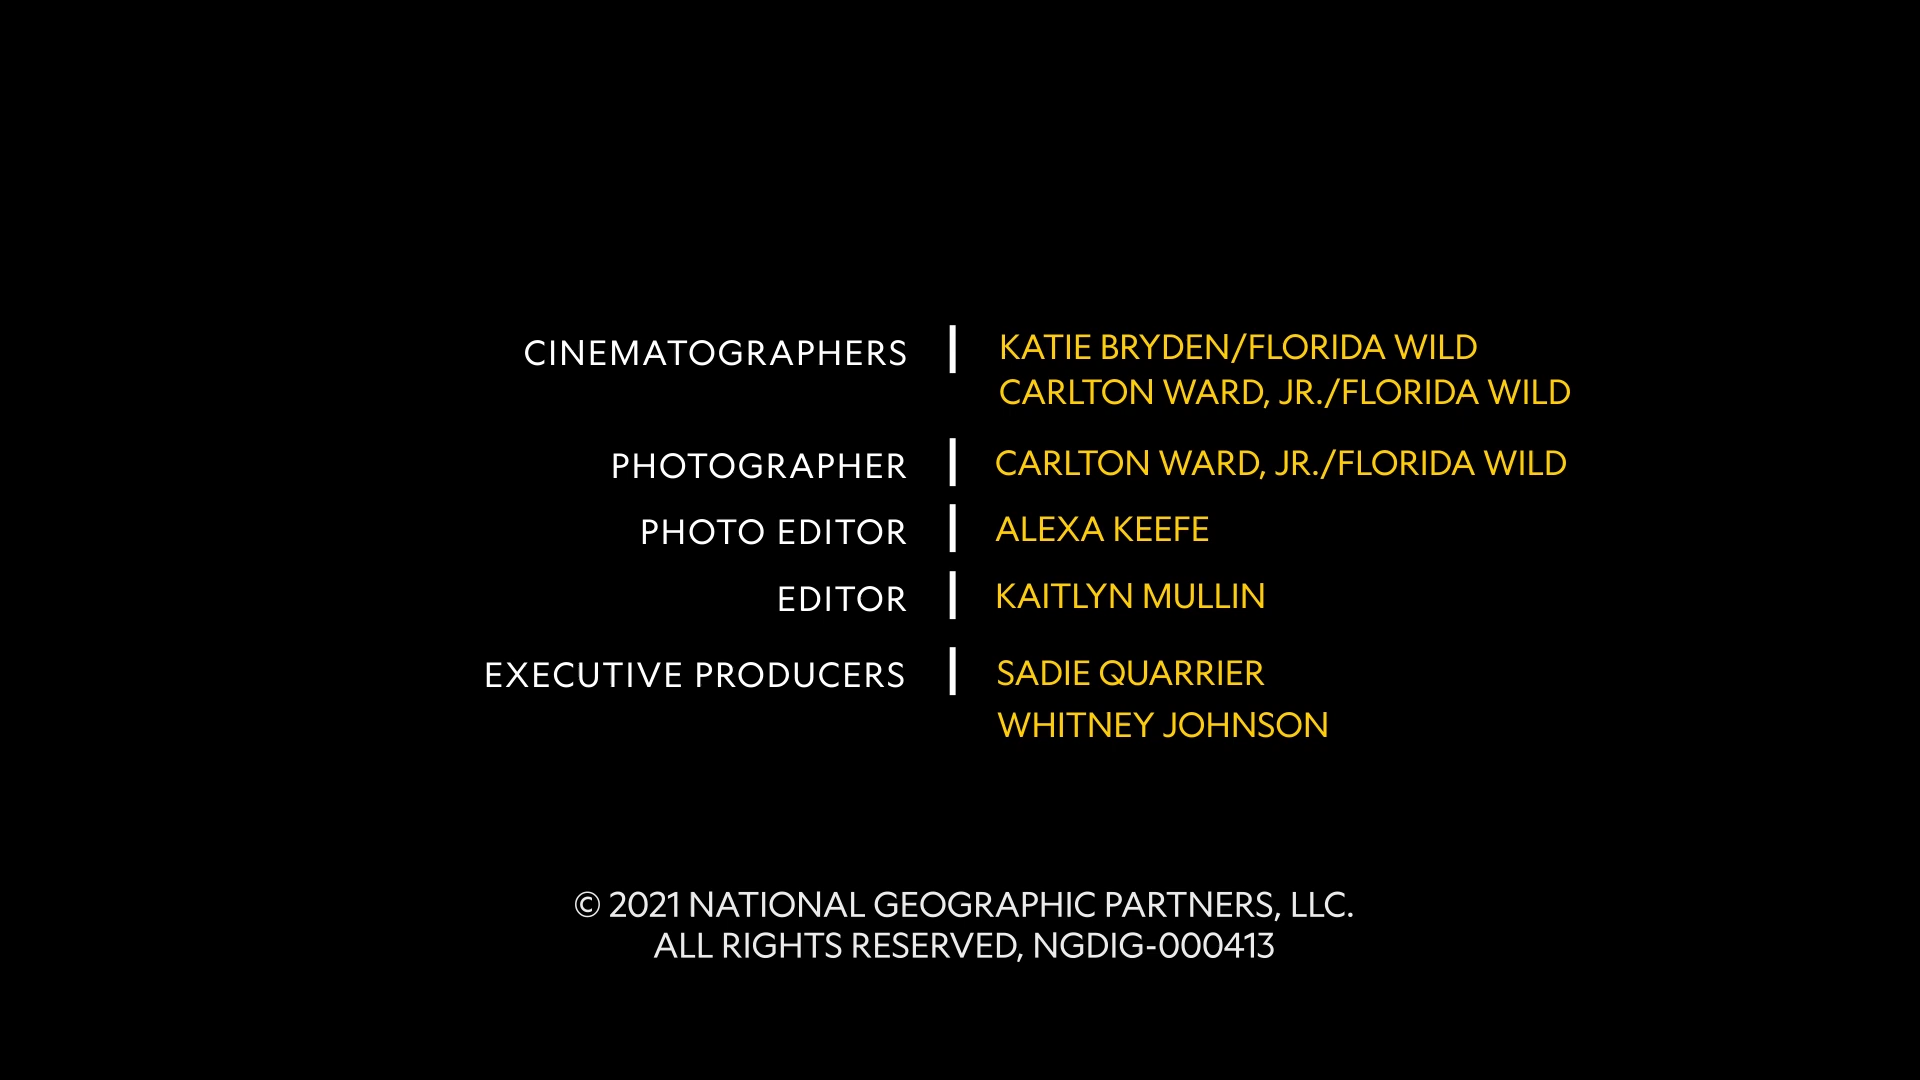 CINEMATOGRAPHERS | KATIE BRYDEN/FLORIDA WILD
CARLTON WARD, JR./FLORIDA WILD
PHOTOGRAPHER | CARLTON WARD, JR./FLORIDA WILD
PHOTO EDITOR | ALEXA KEEFE
EDITOR | KAITLYN MULLIN
EXECUTIVE PRODUCERS | SADIE QUARRIER
WHITNEY JOHNSON
© 2021 NATIONAL GEOGRAPHIC PARTNERS, LLC.
ALL RIGHTS RESERVED, NGDIG-000413